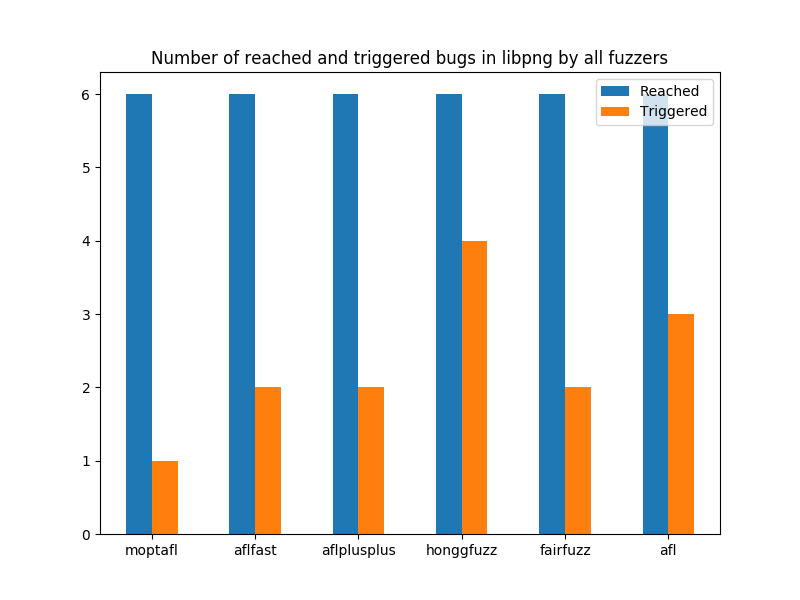 Number of reached and triggered bugs in libpng by all fuzzers
Reached
Triggered
6
5
4
3
2
1
0
moptafl aflfast aflplusplus honggfuzz fairfuzz afl